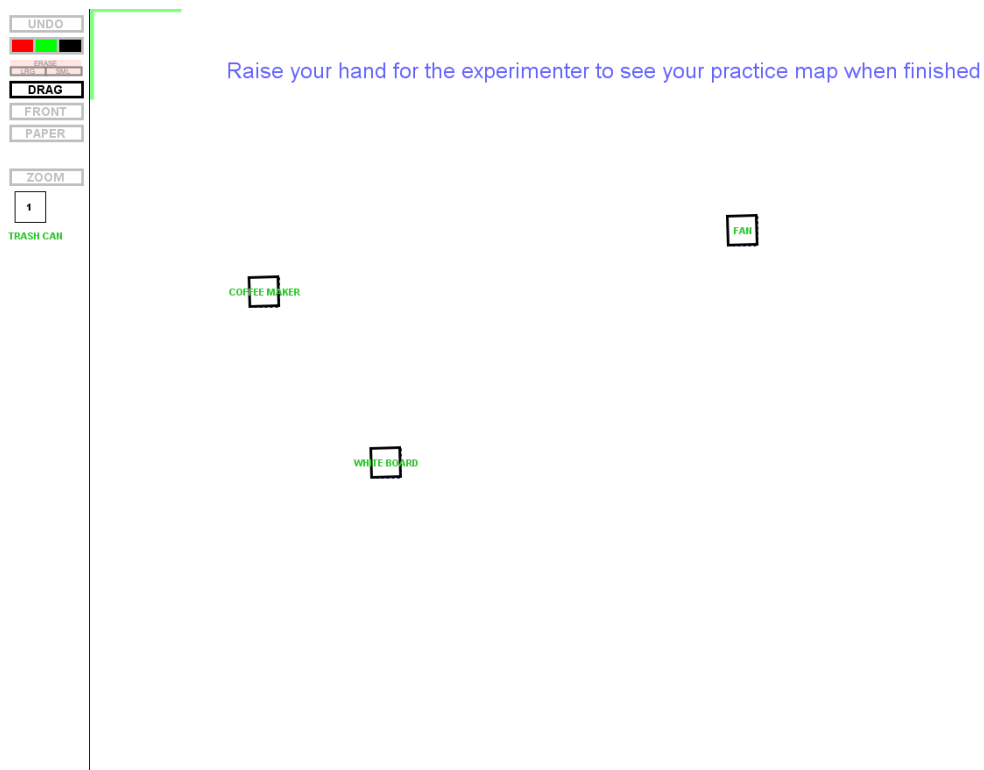 UNDO
ERASE
LRG SML
DRAG
FRONT
PAPER
ZOOM
1
TRASH CAN
Raise your hand for the experimenter to see your practice map when finished
FAN
COFFEE MAKER
WHITE BOARD